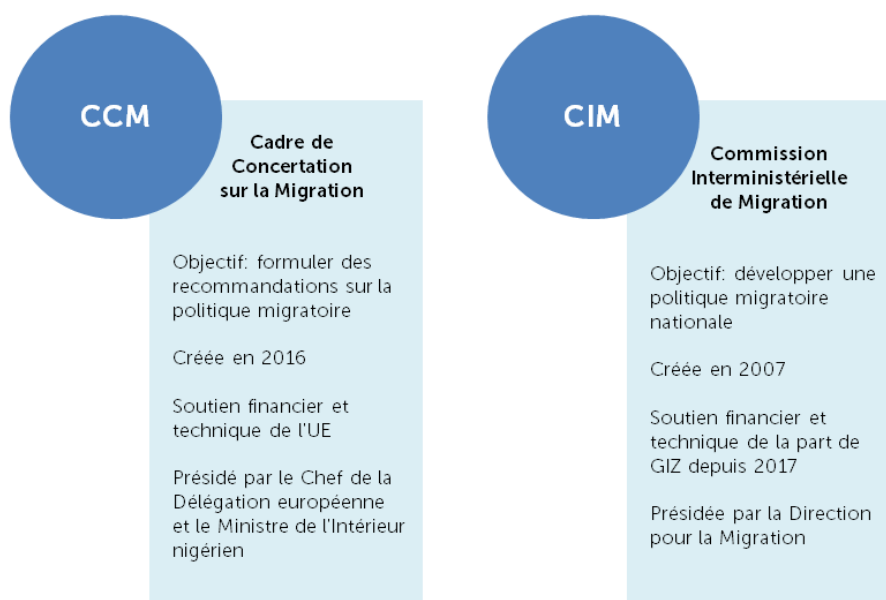 CCM
Cadre de
Concertation
sur la Migration
Objectif: formuler des
recommandations sur la
politique migratoire
Créée en 2016
Soutien financier et
technique de l'UE
Présidé par le Chef de la
Délégation européenne
et le Ministre de l'Intérieur
nigérien
CIM
Commission
Interministérielle
de Migration
Objectif: développer une
politique migratoire
nationale
Créée en 2007
Soutien financier et
technique de la part de
GIZ depuis 2017
Présidée par la Direction
pour la Migration